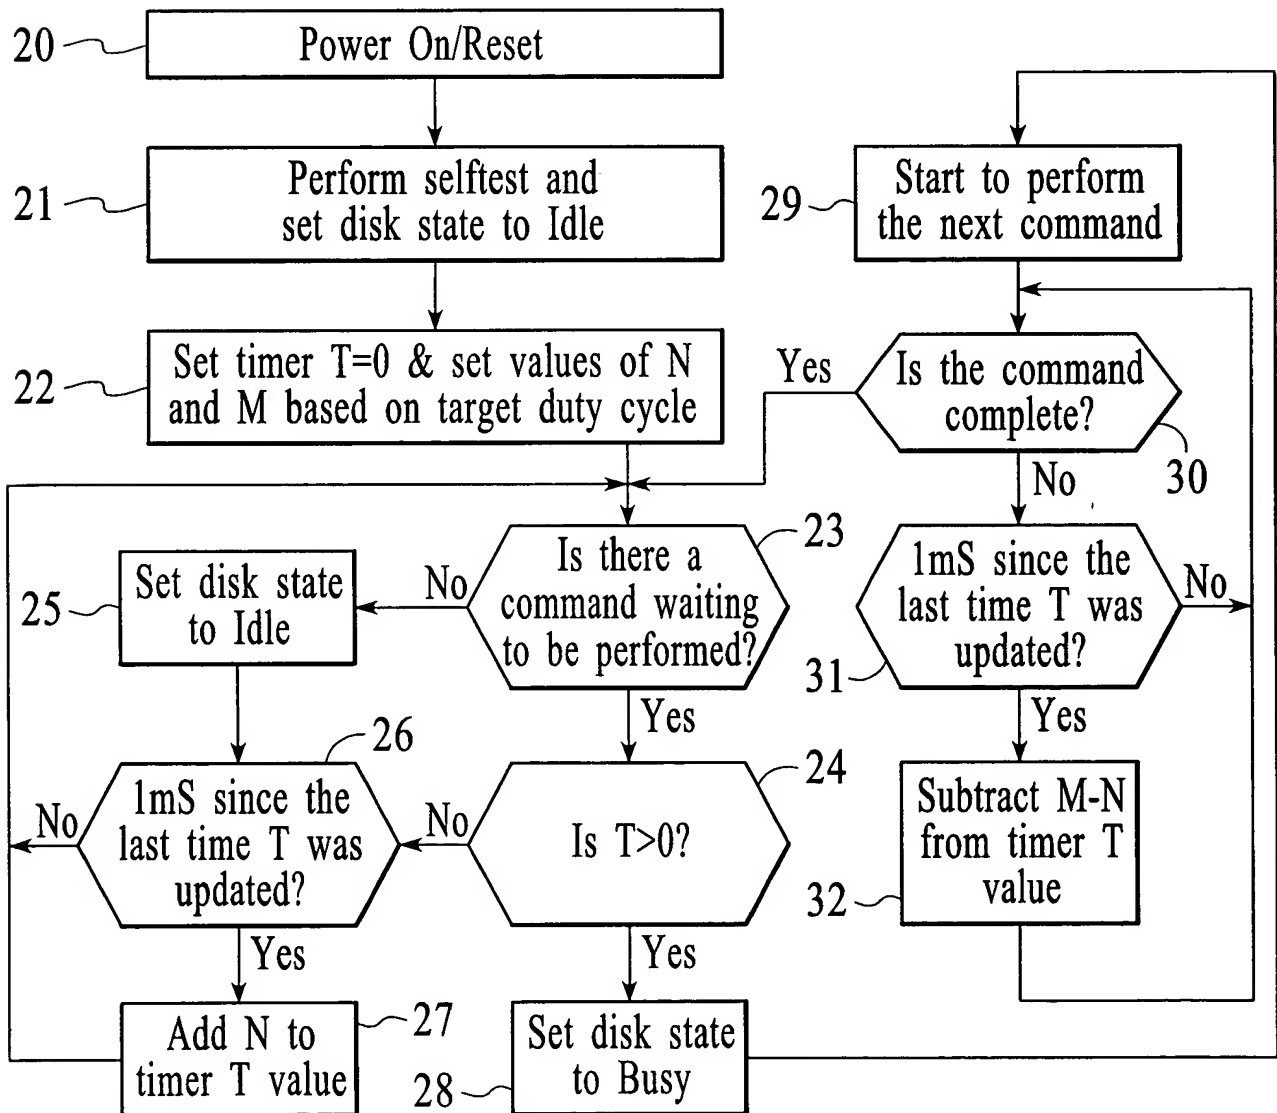 20
Power On/Reset
21
Perform selftest and
set disk state to Idle
22
Set timer T=0 & set values of N
and M based on target duty cycle
23
Is there a
command waiting
to be performed?
No
Yes
25
Set disk state
to Idle
26
1mS since the
last time T was
updated?
No
Yes
24
Is T>0?
No
Yes
27
Add N to
timer T value
28
Set disk state
to Busy
29
Start to perform
the next command
Yes
Is the command
complete?
30
No
1mS since the
last time T was
updated?
No
31
Yes
Subtract M-N
from timer T
value
32